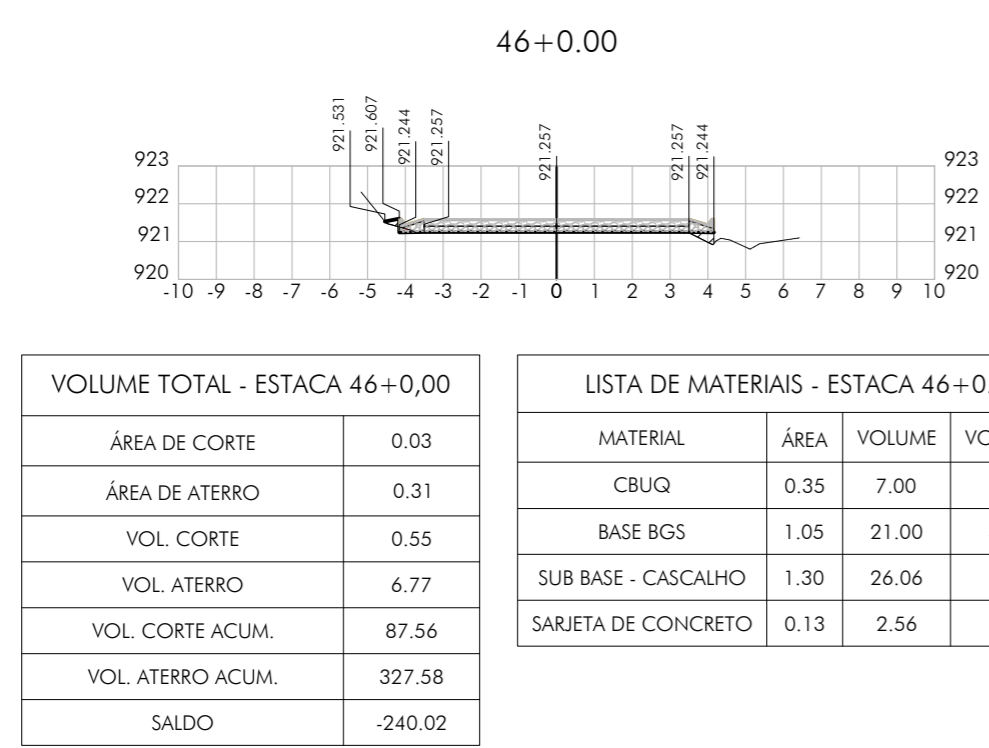 46+0.00
921.531
921.607
921.244
921.257
921.257
921.257
921.244
923 923
922 922
921 921
920 920
-10 -9 -8 -7 -6 -5 -4 -3 -2 -1 0 1 2 3 4 5 6 7 8 9 10
VOLUME TOTAL - ESTACA 46+0,00
ÁREA DE CORTE 0.03
ÁREA DE ATERRO 0.31
VOL. CORTE 0.55
VOL. ATERRO 6.77
VOL. CORTE ACUM. 87.56
VOL. ATERRO ACUM. 327.58
SALDO -240.02
LISTA DE MATERIAIS - ESTACA 46+0
MATERIAL ÁREA VOLUME
CBUQ 0.35 7.00
BASE BGS 1.05 21.00
SUB BASE - CASCALHO 1.30 26.06
SARJETA DE CONCRETO 0.13 2.56